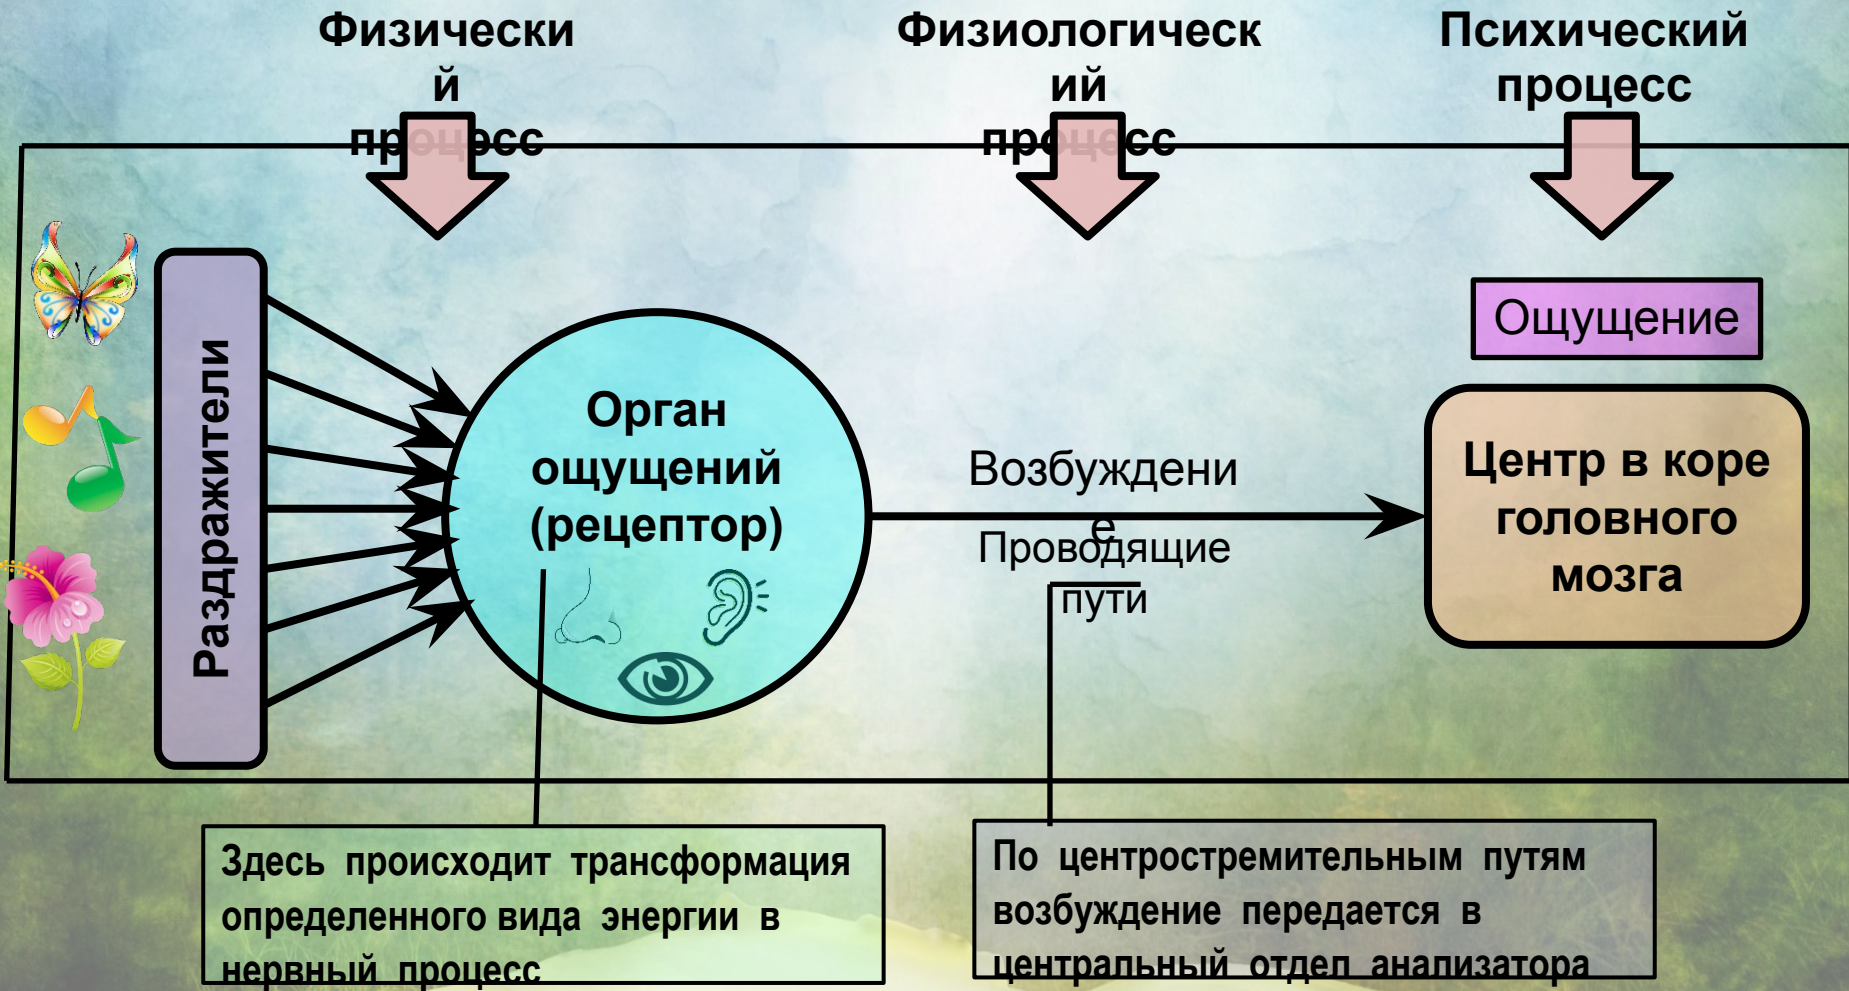 Физически
й
процесс
Физиологическ
ий
процесс
Психический
процесс
Раздражители
Орган
ощущений
(рецептор)
Возбуждени
е
Проводящие
пути
Ощущение
Центр в коре
головного
мозга
Здесь происходит трансформация
определенного вида энергии в
нервный процесс
По центростремительным путям
возбуждение передается в
центральный отдел анализатора